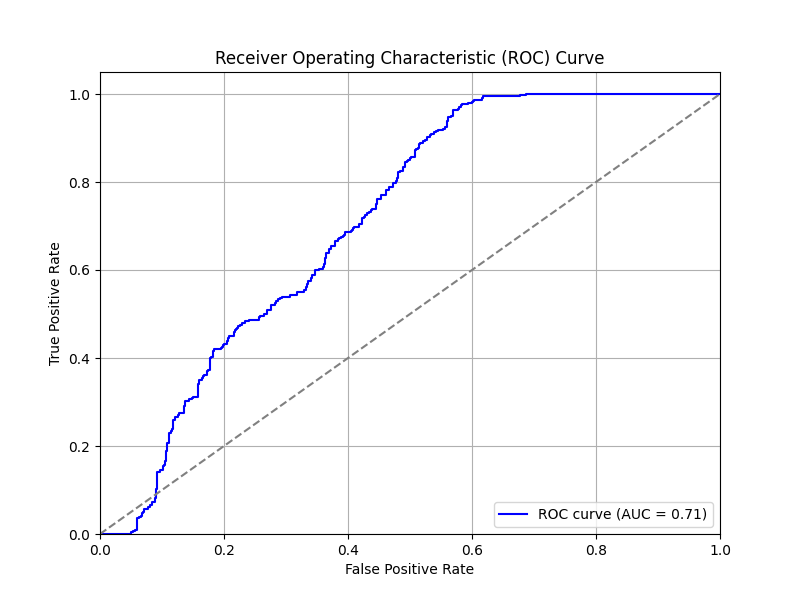 Receiver Operating Characteristic (ROC) Curve
1.0
0.8
0.6
0.4
0.2
0.0
True Positive Rate
ROC curve (AUC = 0.71)
0.0 0.2 0.4 0.6 0.8 1.0
False Positive Rate